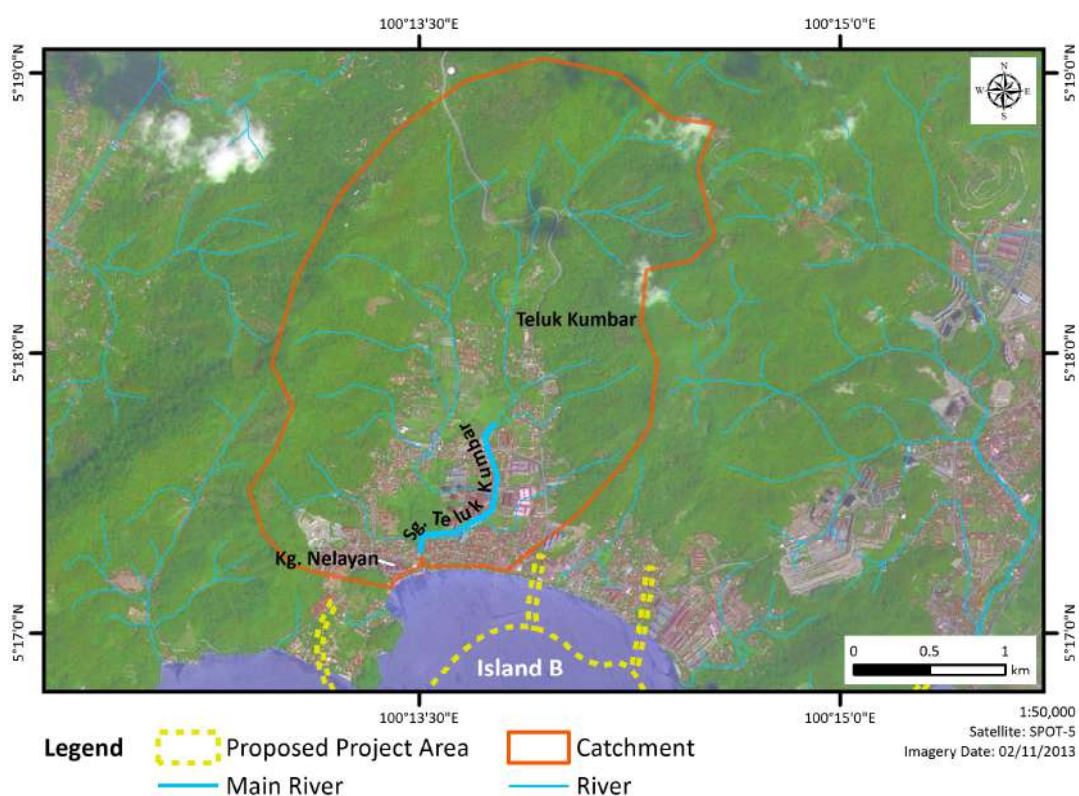 100°13'30"E
100°15'0"E
5°19'0"N
5°19'0"N
N
W E
S
Teluk Kumbar
5°18'0"N
5°18'0"N
Sg. Teluk Kumbar
Kg. Nelayan
5°17'0"N
5°17'0"N
Island B
0 0.5 1
km
100°13'30"E
100°15'0"E
1:50,000
Satellite: SPOT-5
Imagery Date: 02/11/2013
Legend
Proposed Project Area
Catchment
Main River
River